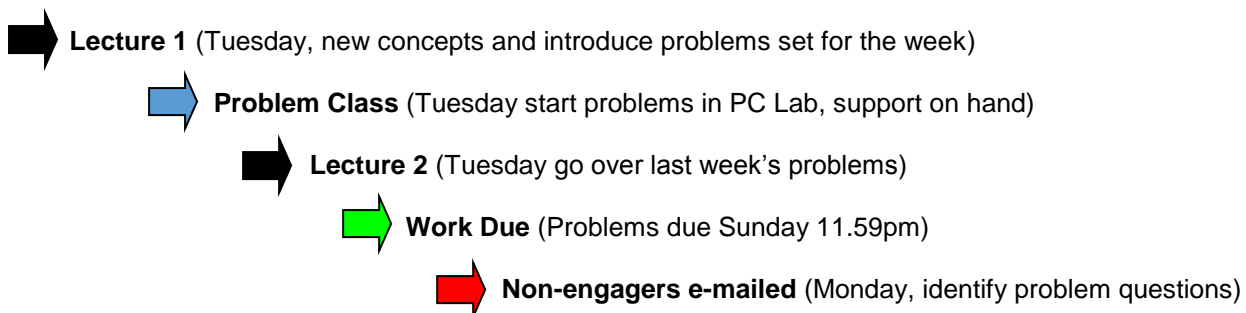 Lecture 1 (Tuesday, new concepts and introduce problems set for the week)
Problem Class (Tuesday start problems in PC Lab, support on hand)
Lecture 2 (Tuesday go over last week’s problems)
Work Due (Problems due Sunday 11.59pm)
Non-engagers e-mailed (Monday, identify problem questions)